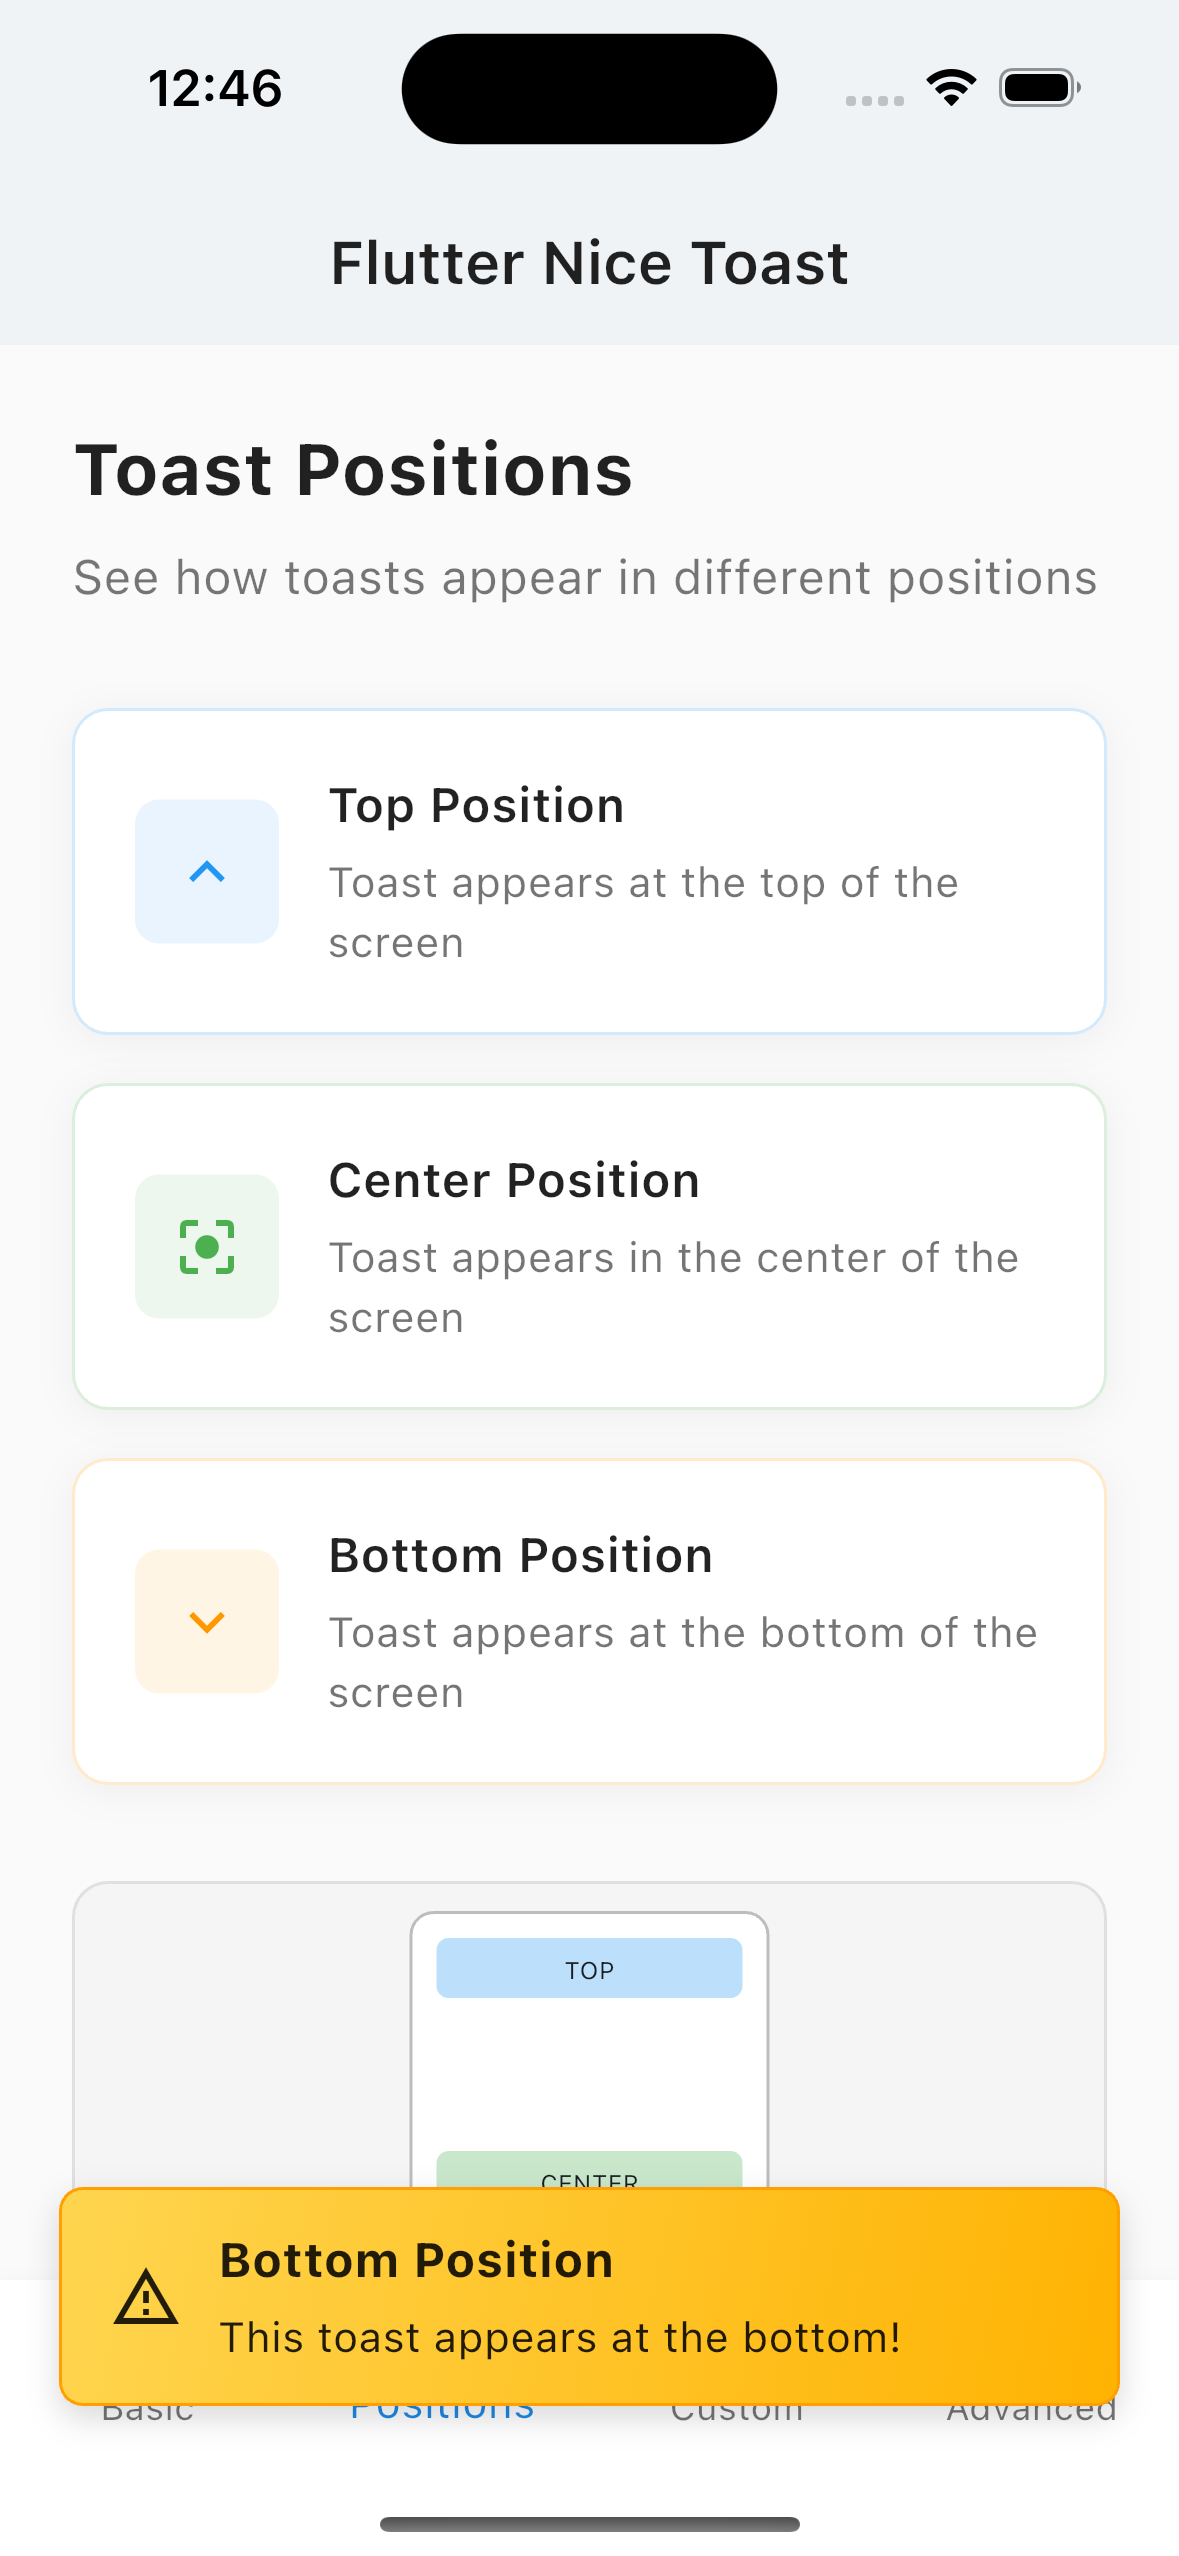 12:46
Flutter Nice Toast
Toast Positions
See how toasts appear in different positions
Top Position
Toast appears at the top of the
screen
Center Position
Toast appears in the center of the
screen
Bottom Position
Toast appears at the bottom of the
screen
TOP
CENTER
Bottom Position
This toast appears at the bottom!
Basic
Positions
Custom
Advanced